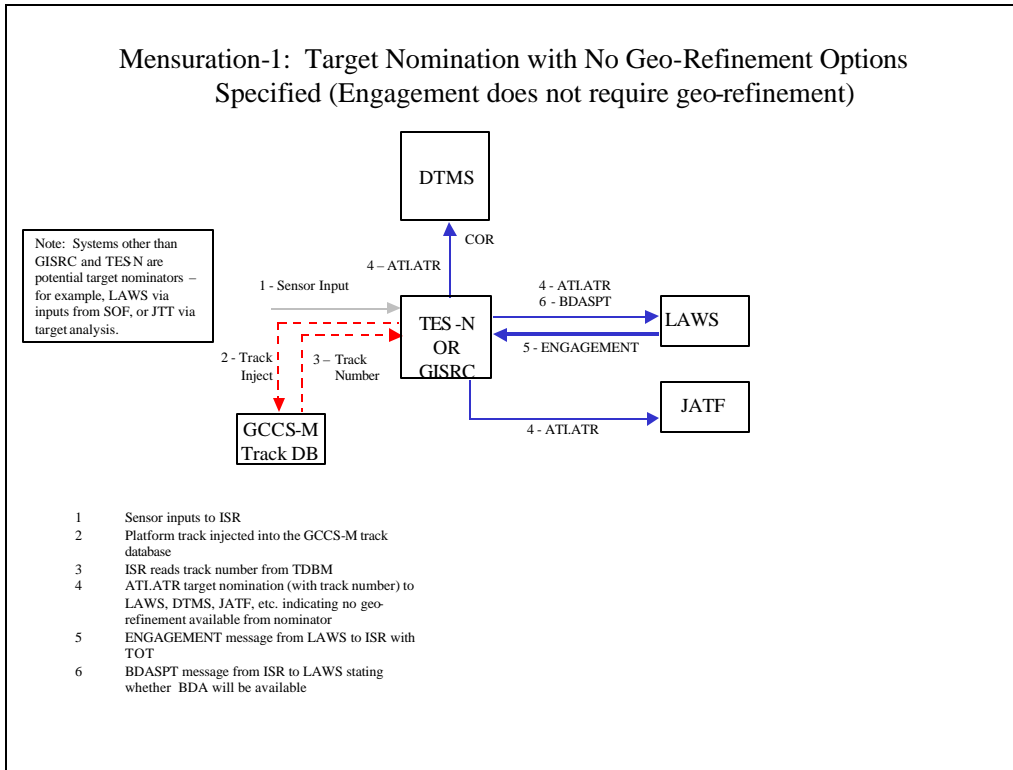 Mensuration-1: Target Nomination with No Geo-Refinement Options
Specified (Engagement does not require geo-refinement)
DTMS
Note: Systems other than
GISRC and TES-N are
potential target nominators –
for example, LAWS via
inputs from SOF, or JTT via
target analysis.
COR
4 – ATI.ATR
1 - Sensor Input
4 - ATI.ATR
6 - BDASPT
TES -N
OR
GISRC
LAWS
5 - ENGAGEMENT
2 - Track
Inject
3 – Track
Number
JATF
4 - ATI.ATR
GCCS-M
Track DB
1 Sensor inputs to ISR
2 Platform track injected into the GCCS-M track
database
3 ISR reads track number from TDBM
4 ATI.ATR target nomination (with track number) to
LAWS, DTMS, JATF, etc. indicating no geo-
refinement available from nominator
5 ENGAGEMENT message from LAWS to ISR with
TOT
6 BDASPT message from ISR to LAWS stating
whether BDA will be available